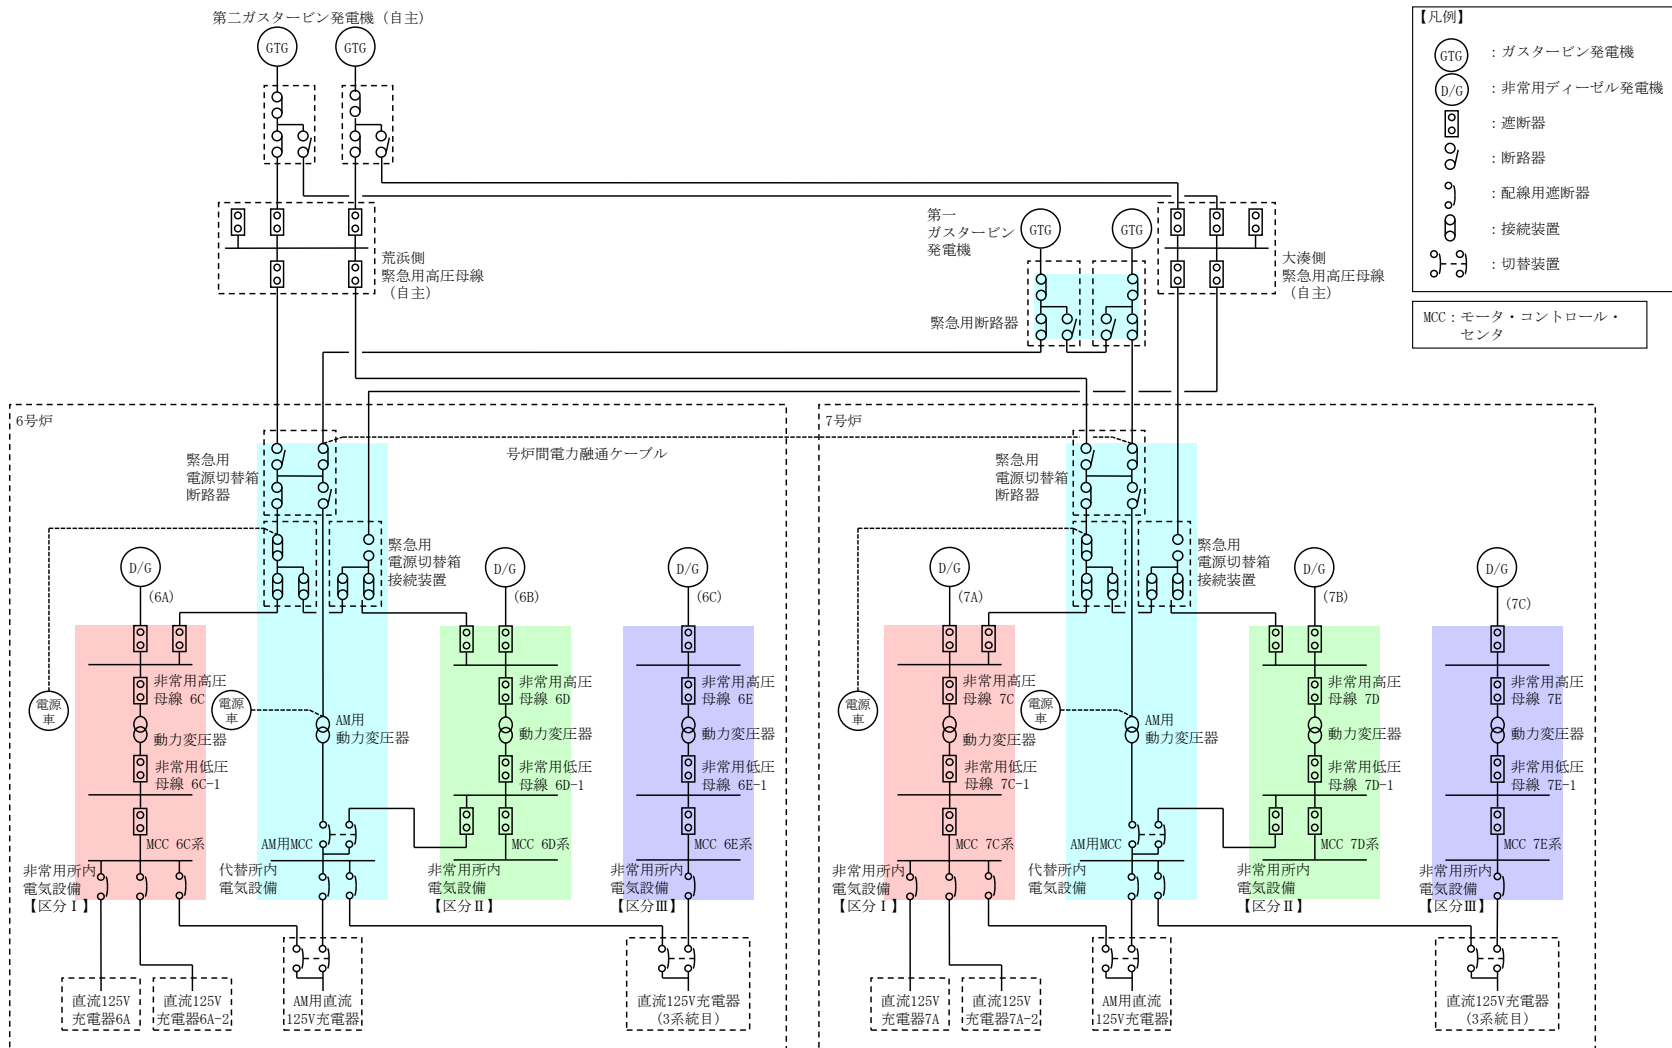 第二ガスタービン発電機（自主）
GTG
GTG
荒浜側
緊急用高圧母線
（自主）
第一
ガスタービン
発電機
GTG
GTG
緊急用断路器
大湊側
緊急用高圧母線
（自主）
【凡例】
GTG
：ガスタービン発電機
D/G
：非常用ディーゼル発電機
：遮断器
：断路器
：配線用遮断器
：接続装置
：切替装置
MCC：モータ・コントロール・
センタ
6号炉
緊急用
電源切替箱
断路器
号炉間電力融通ケーブル
緊急用
電源切替箱
接続装置
D/G
(6A)
D/G
(6B)
D/G
(6C)
電源
車
電源
車
非常用高圧
母線 6C
動力変圧器
非常用低圧
母線 6C-1
MCC 6C系
非常用所内
電気設備
【区分Ⅰ】
AM用
動力変圧器
AM用MCC
代替所内
電気設備
非常用高圧
母線 6D
動力変圧器
非常用低圧
母線 6D-1
MCC 6D系
非常用所内
電気設備
【区分Ⅱ】
非常用高圧
母線 6E
動力変圧器
非常用低圧
母線 6E-1
MCC 6E系
非常用所内
電気設備
【区分Ⅲ】
直流125V
充電器6A
直流125V
充電器6A-2
AM用直流
125V充電器
直流125V充電器
(3系統目)
7号炉
緊急用
電源切替箱
断路器
緊急用
電源切替箱
接続装置
D/G
(7A)
D/G
(7B)
D/G
(7C)
電源
車
電源
車
非常用高圧
母線 7C
動力変圧器
非常用低圧
母線 7C-1
MCC 7C系
非常用所内
電気設備
【区分Ⅰ】
AM用
動力変圧器
AM用MCC
代替所内
電気設備
非常用高圧
母線 7D
動力変圧器
非常用低圧
母線 7D-1
MCC 7D系
非常用所内
電気設備
【区分Ⅱ】
非常用高圧
母線 7E
動力変圧器
非常用低圧
母線 7E-1
MCC 7E系
非常用所内
電気設備
【区分Ⅲ】
直流125V
充電器7A
直流125V
充電器7A-2
AM用直流
125V充電器
直流125V充電器
(3系統目)